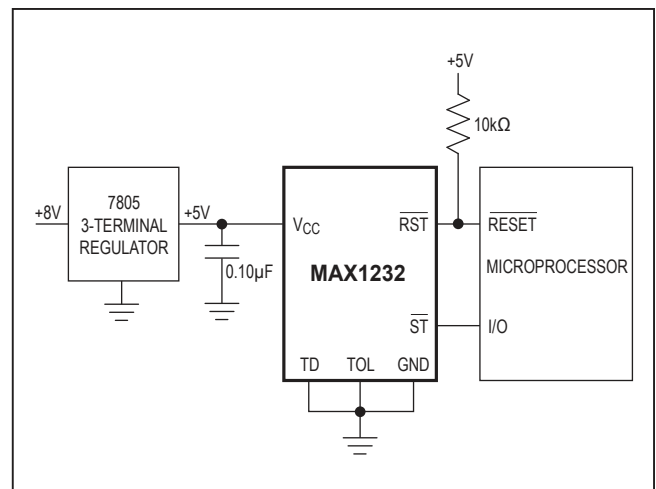 +5V
10kΩ
7805
3-TERMINAL
REGULATOR
+8V
+5V
0.10µF
VCC
MAX1232
RST
ST
TD TOL GND
RESET
MICROPROCESSOR
I/O